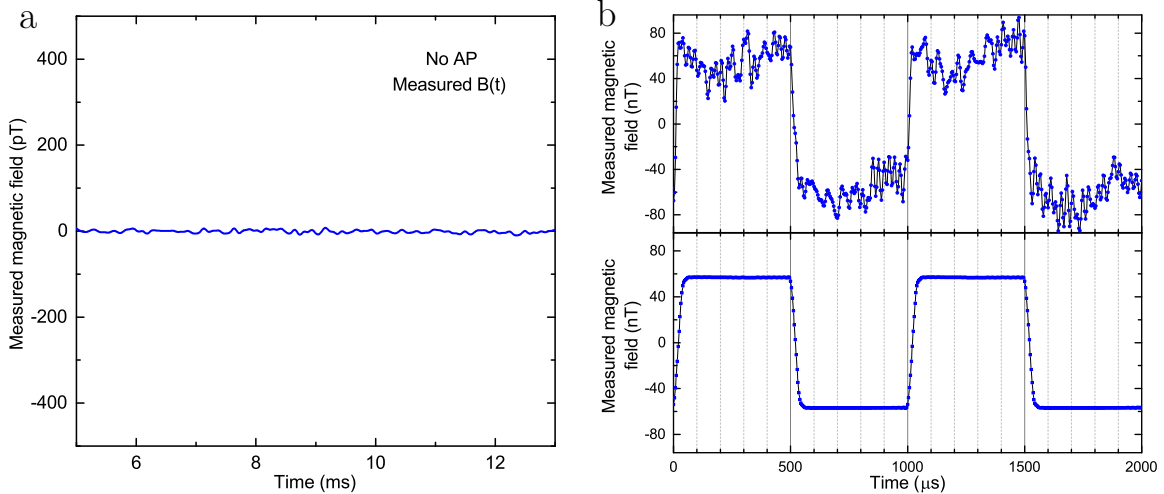 a
Measured magnetic field (pT)
400
200
0
-200
-400
No AP
Measured B(t)
6
8
10
12
Time (ms)
b
Measured magnetic
field (nT)
80
40
0
-40
-80
Measured magnetic
field (nT)
80
40
0
-40
-80
0
500
1000
1500
2000
Time (μs)